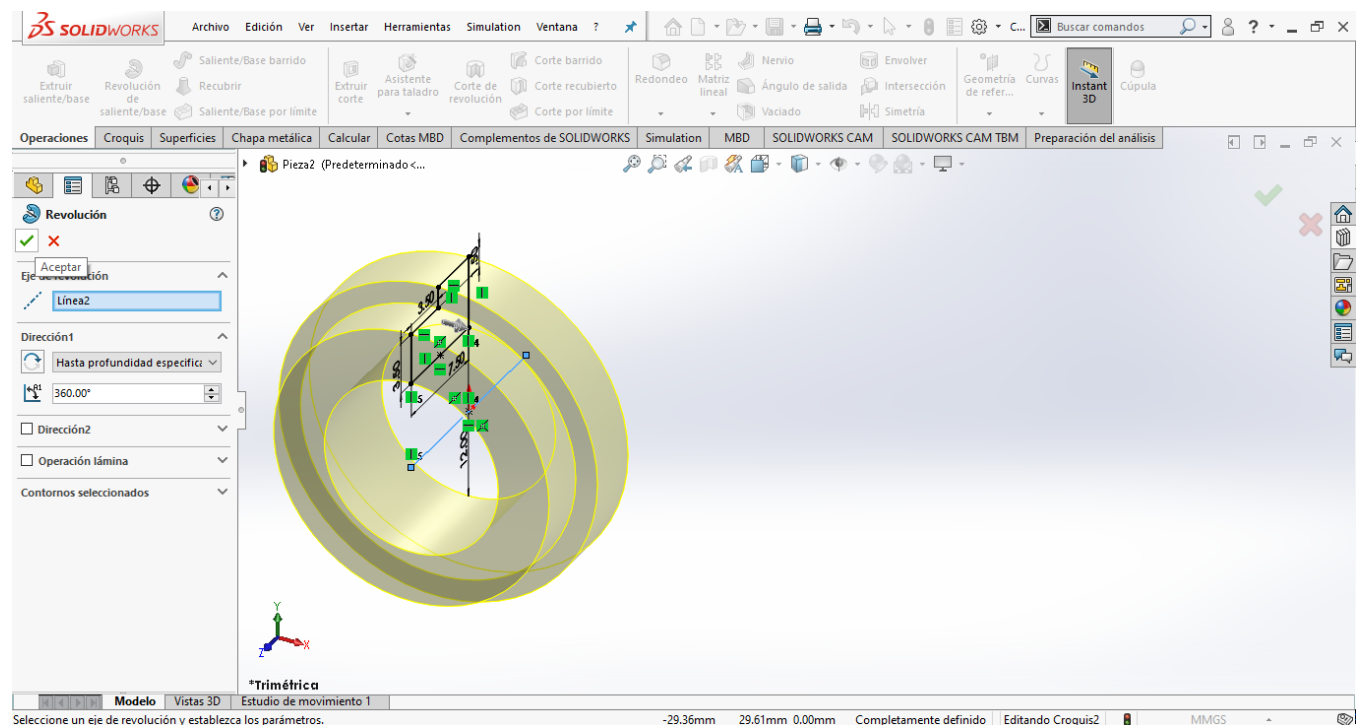 SOLIDWORKS Archivo Edición Ver Insertar Herramientas Simulation Ventana ? C... Buscar comandos ?
Extruir saliente/base
Revolución de saliente/base
Saliente/Base barrido
Recubrir
Saliente/Base por límite
Extruir corte
Asistente para taladro
Corte de revolución
Corte barrido
Corte recubierto
Corte por límite
Redondeo
Matriz lineal
Nervio
Ángulo de salida
Vaciado
Envolver
Intersección
Simetría
Geometría de refer...
Curvas
Instant 3D
Cúpula
Operaciones Croquis Superficies Chapa metálica Calcular Cotas MBD Complementos de SOLIDWORKS Simulation MBD SOLIDWORKS CAM SOLIDWORKS CAM TBM Preparación del análisis
Pieza2 (Predeterminado<...
Revolución
Aceptar
Eje de revolución
Línea2
Dirección1
Hasta profundidad especific
360.00°
Dirección2
Operación lámina
Contornos seleccionados
3.50
7.50
Y
X
Z
*Trimétrica
Modelo Vistas 3D Estudio de movimiento 1
Seleccione un eje de revolución y establezca los parámetros. -29.36mm 29.61mm 0.00mm Completamente definido Editando Croquis2 MMGS